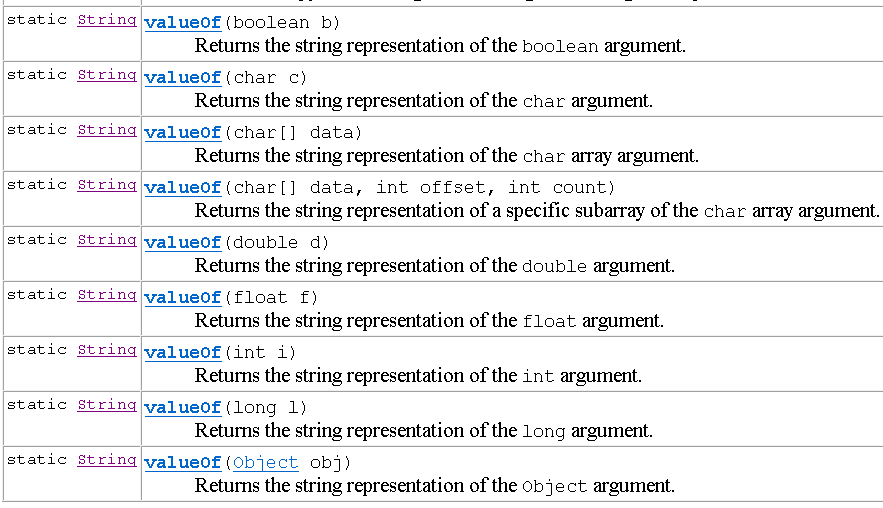 static String valueOf(boolean b)
Returns the string representation of the boolean argument.
static String valueOf(char c)
Returns the string representation of the char argument.
static String valueOf(char[] data)
Returns the string representation of the char array argument.
static String valueOf(char[] data, int offset, int count)
Returns the string representation of a specific subarray of the char array argument.
static String valueOf(double d)
Returns the string representation of the double argument.
static String valueOf(float f)
Returns the string representation of the float argument.
static String valueOf(int i)
Returns the string representation of the int argument.
static String valueOf(long l)
Returns the string representation of the long argument.
static String valueOf(Object obj)
Returns the string representation of the Object argument.